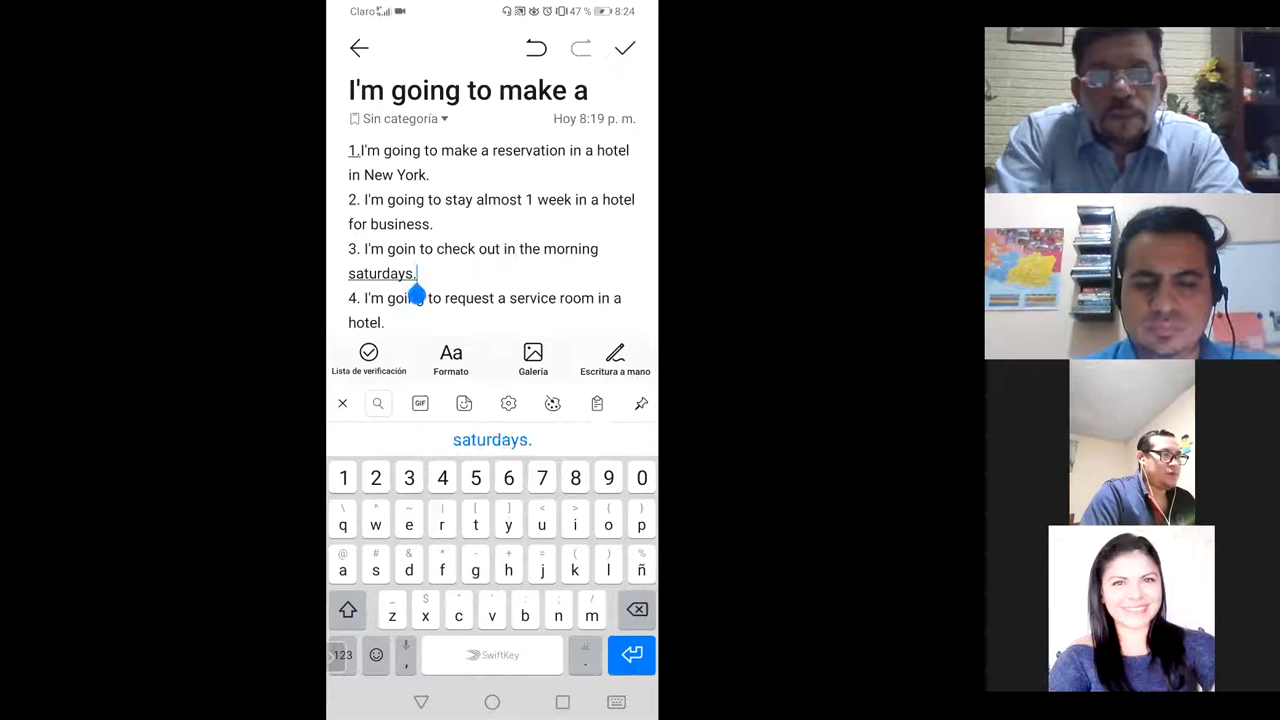 Claro 47 % 8:24
I'm going to make a
Sin categoría Hoy 8:19 p. m.
1.I'm going to make a reservation in a hotel
in New York.
2. I'm going to stay almost 1 week in a hotel
for business.
3. I'm goin to check out in the morning
saturdays.
4. I'm going to request a service room in a
hotel.
Lista de verificación Formato Galería Escritura a mano
Aa
GIF
saturdays.
1 2 3 4 5 6 7 8 9 0
\ ^ ~ | [ ] < > { }
q w e r t y u i o p
@ # & * - + = ( ) %
a s d f g h j k l ñ
_ $ " ' : ; /
z x c v b n m
123 , SwiftKey .